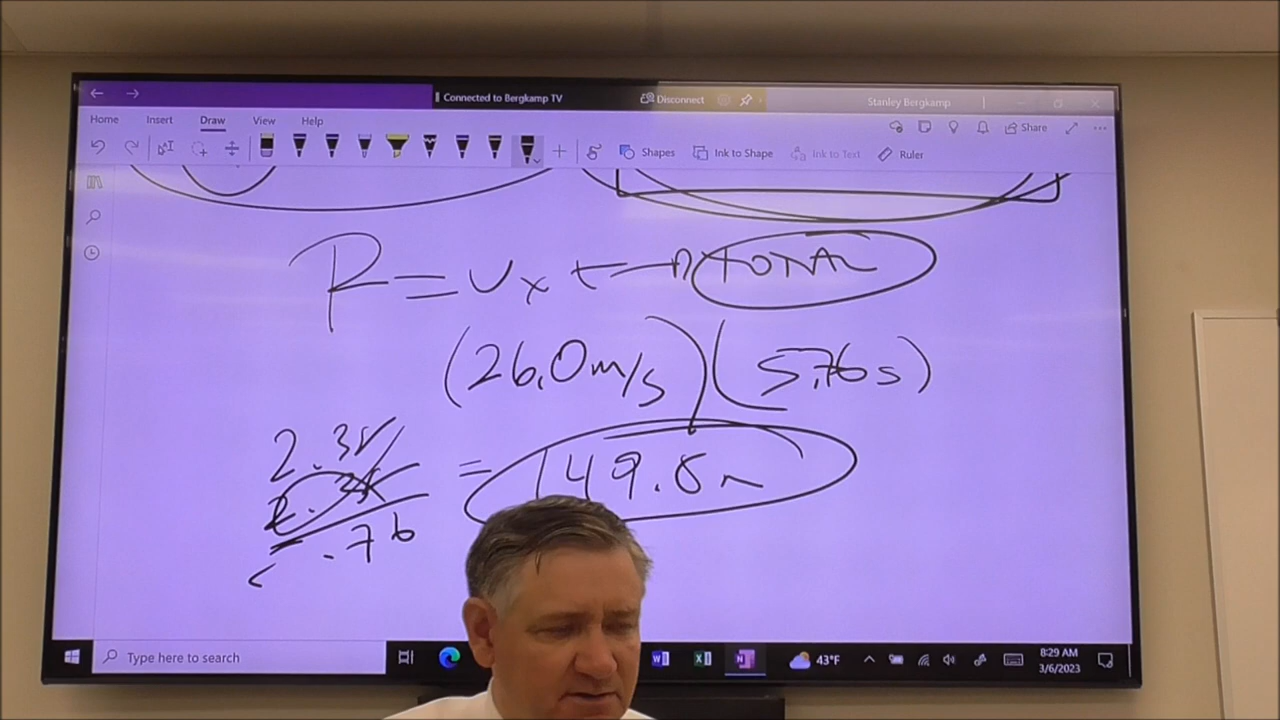 Connected to Bergkamp TV
Disconnect
Stanley Bergkamp
Home Insert Draw View Help
Share
Shapes
Ink to Shape
Ink to Text
Ruler
R = Vx t → TOTAL
(26.0m/s) (5.76s)
= 149.8m
2.38
.76
Type here to search
43°F
8:29 AM
3/6/2023